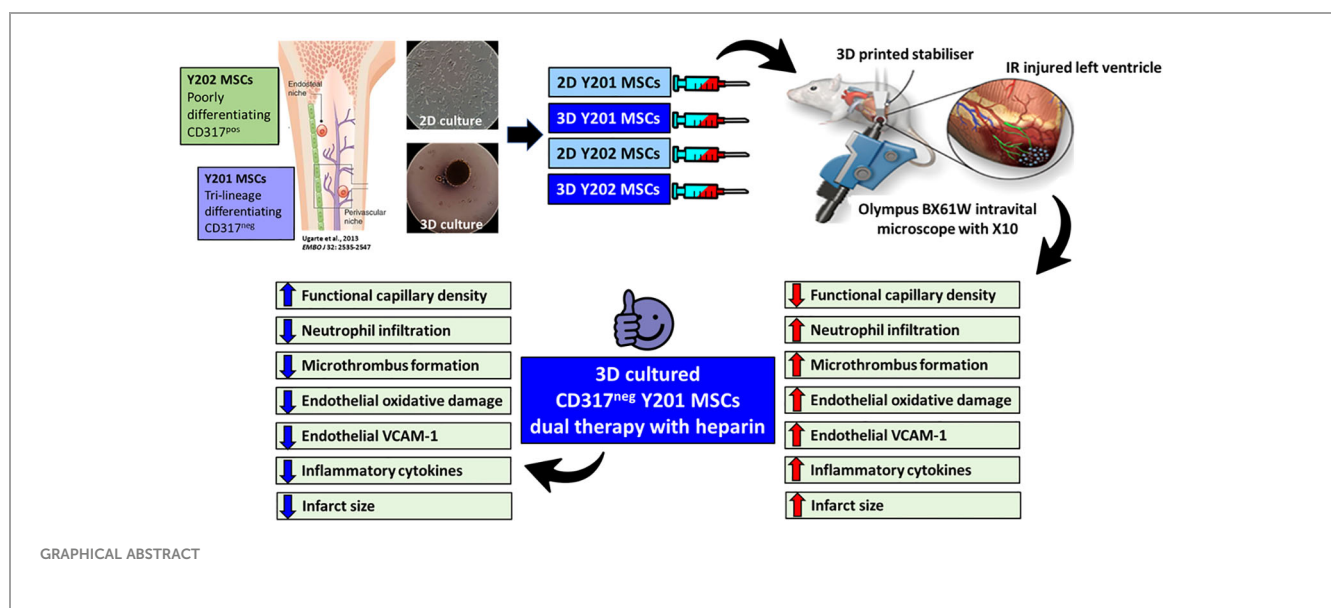 Y202 MSCs
Poorly
differentiating
CD317pos
Y201 MSCs
Tri-lineage
differentiating
CD317neg
Endosteal
niche
Perivascular
niche
Ugarte et al., 2013
EMBO J 32: 2535-2547
2D culture
3D culture
2D Y201 MSCs
3D Y201 MSCs
2D Y202 MSCs
3D Y202 MSCs
3D printed
stabiliser
IR injured left ventricle
Olympus BX61W intravital
microscope with X10
Functional capillary density
Neutrophil infiltration
Microthrombus formation
Endothelial oxidative damage
Endothelial VCAM-1
Inflammatory cytokines
Infarct size
3D cultured
CD317neg Y201 MSCs
dual therapy with heparin
Functional capillary density
Neutrophil infiltration
Microthrombus formation
Endothelial oxidative damage
Endothelial VCAM-1
Inflammatory cytokines
Infarct size
GRAPHICAL ABSTRACT